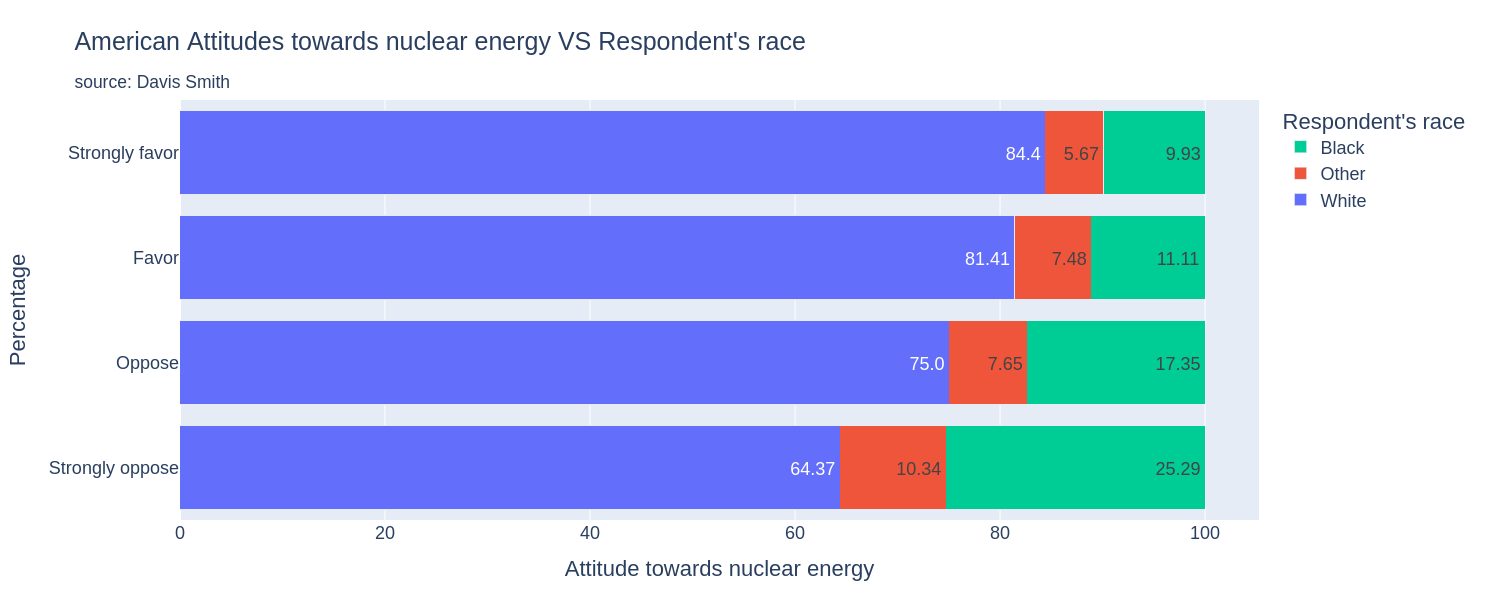 American Attitudes towards nuclear energy VS Respondent's race
source: Davis Smith
Respondent's race
Black
Other
White
Percentage
Strongly favor 84.4 5.67 9.93
Favor 81.41 7.48 11.11
Oppose 75.0 7.65 17.35
Strongly oppose 64.37 10.34 25.29
0 20 40 60 80 100
Attitude towards nuclear energy